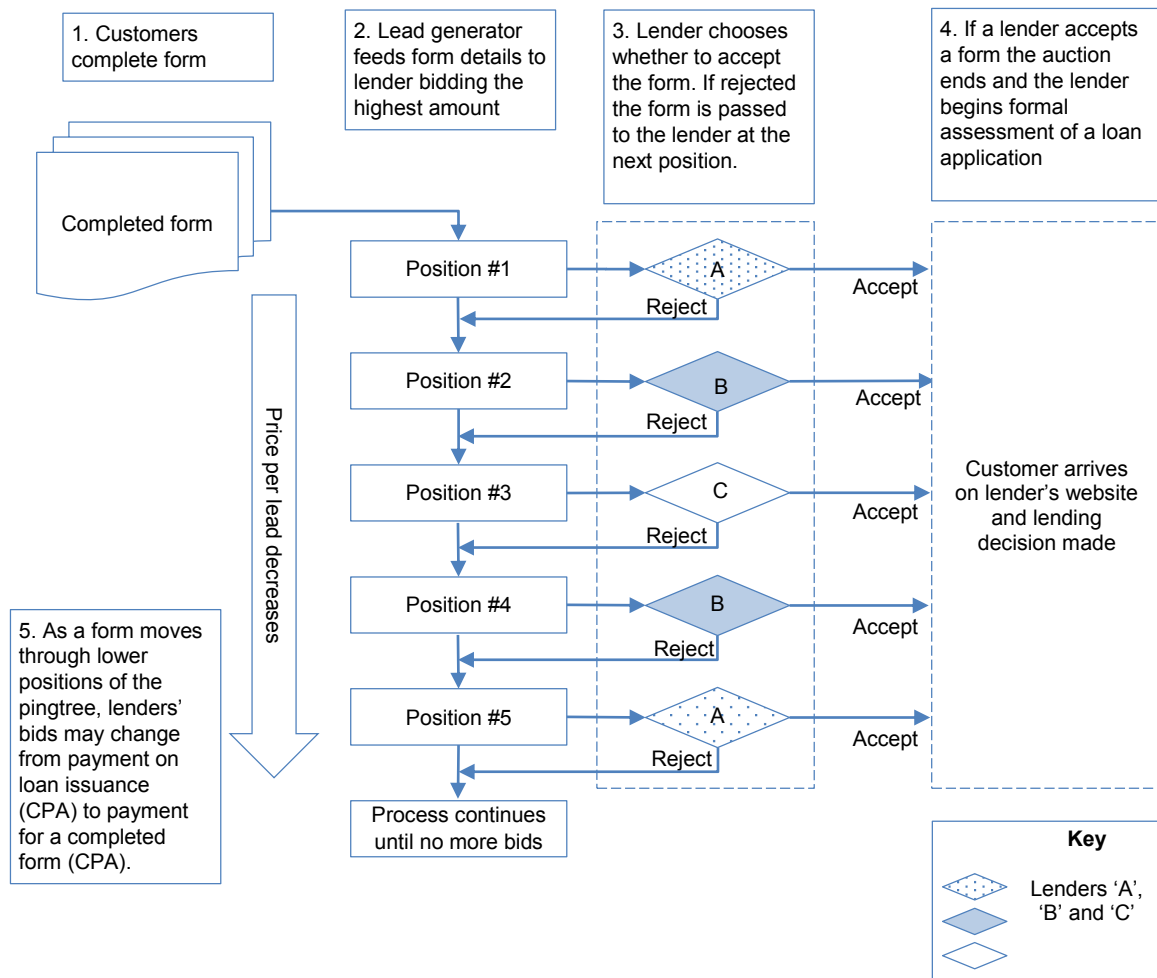 1. Customers
complete form
2. Lead generator
feeds form details to
lender bidding the
highest amount
3. Lender chooses
whether to accept
the form. If rejected
the form is passed
to the lender at the
next position.
4. If a lender accepts
a form the auction
ends and the lender
begins formal
assessment of a loan
application
Completed form
Position #1
A
Accept
Reject
Position #2
B
Accept
Reject
Position #3
C
Accept
Reject
Position #4
B
Accept
Reject
Position #5
A
Accept
Reject
Process continues
until no more bids
Price per lead decreases
Customer arrives
on lender’s website
and lending
decision made
5. As a form moves
through lower
positions of the
pingtree, lenders’
bids may change
from payment on
loan issuance
(CPA) to payment
for a completed
form (CPA).
Key
Lenders ‘A’,
‘B’ and ‘C’